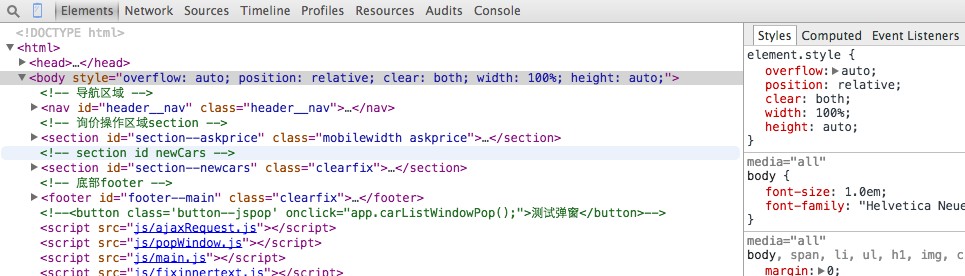 Elements Network Sources Timeline Profiles Resources Audits Console
<!DOCTYPE html>
<html>
<head>…</head>
<body style="overflow: auto; position: relative; clear: both; width: 100%; height: auto;">
<!-- 导航区域 -->
<nav id="header__nav" class="header__nav">…</nav>
<!-- 询价操作区域section -->
<section id="section--askprice" class="mobilewidth askprice">…</section>
<!-- section id newCars -->
<section id="section--newcars" class="clearfix">…</section>
<!-- 底部footer -->
<footer id="footer--main" class="clearfix">…</footer>
<!--<button class='button--jspop' onclick="app.carListWindowPop();">测试弹窗</button>-->
<script src="js/ajaxRequest.js"></script>
<script src="js/popWindow.js"></script>
<script src="js/main.js"></script>
<script src="js/fixinnertext.js"></script>
Styles Computed Event Listeners
element.style {
overflow: auto;
position: relative;
clear: both;
width: 100%;
height: auto;
}
media="all"
body {
font-size: 1.0em;
font-family: "Helvetica Neue
}
media="all"
body, span, li, ul, h1, img, c
margin: 0;